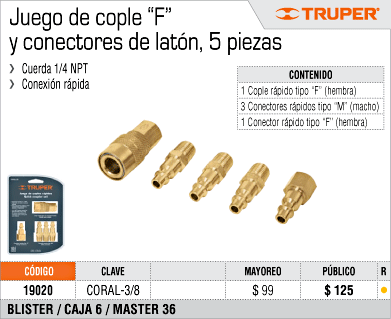 Juego de cople “F”
y conectores de latón, 5 piezas
TRUPER
› Cuerda 1/4 NPT
› Conexión rápida
CONTENIDO
1 Cople rápido tipo “F” (hembra)
3 Conectores rápidos tipo “M” (macho)
1 Conector rápido tipo “F” (hembra)
TRUPER
CÓDIGO CLAVE MAYOREO PÚBLICO R
19020 CORAL-3/8 $ 99 $ 125
BLISTER / CAJA 6 / MASTER 36